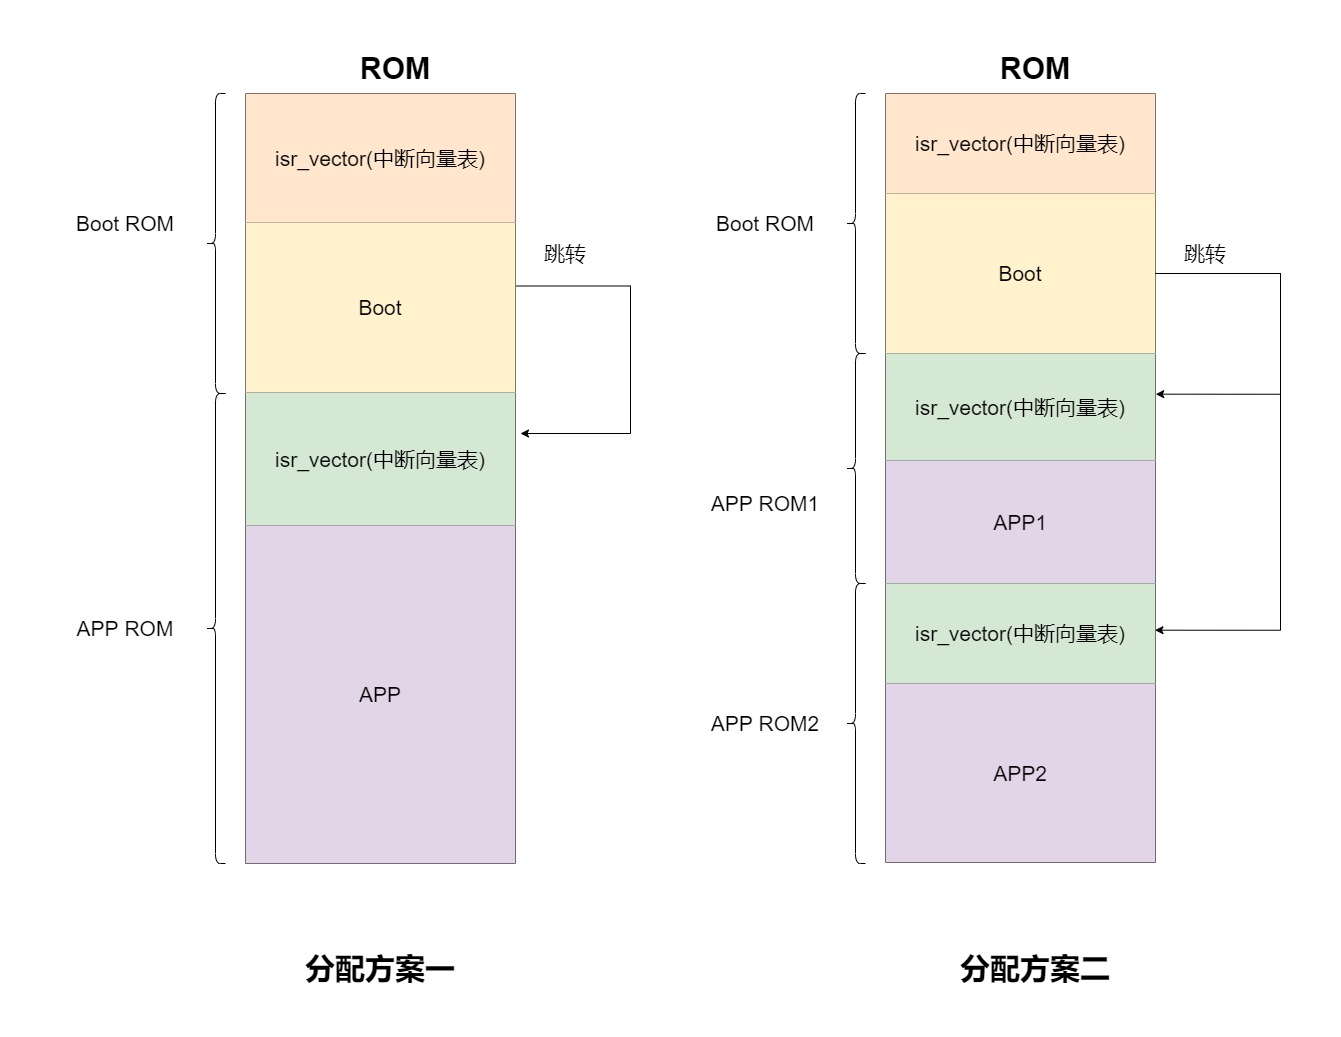 ROM
isr_vector(中断向量表)
Boot ROM
跳转
Boot
isr_vector(中断向量表)
APP ROM
APP
分配方案一
ROM
isr_vector(中断向量表)
Boot ROM
跳转
Boot
isr_vector(中断向量表)
APP ROM1
APP1
isr_vector(中断向量表)
APP ROM2
APP2
分配方案二